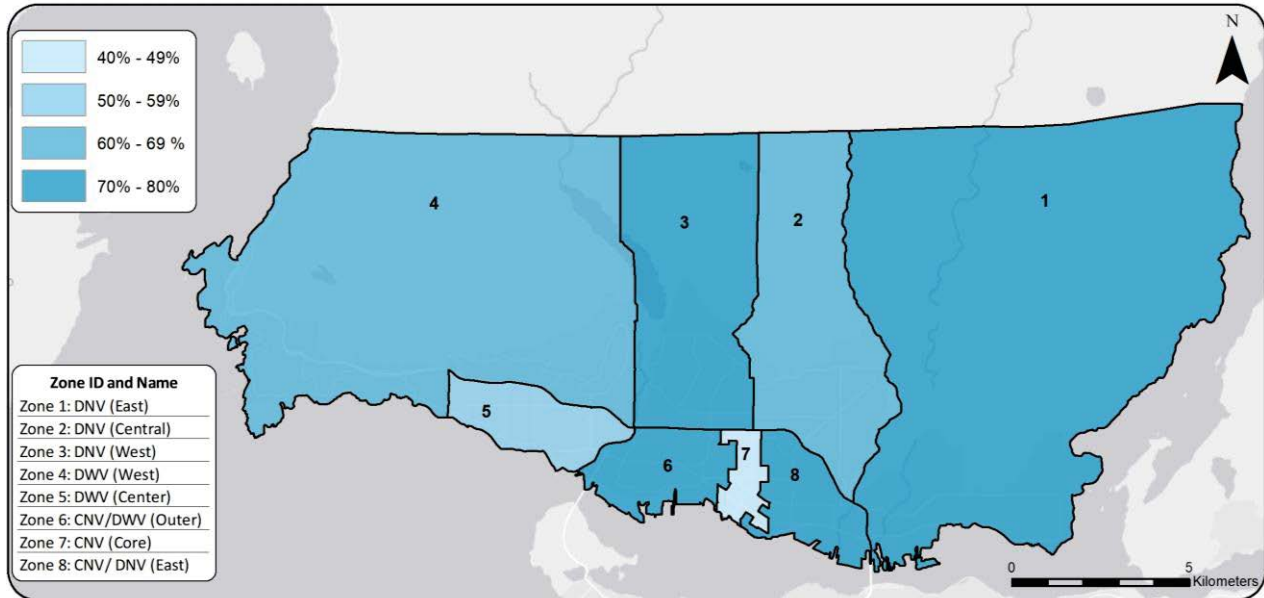 40% - 49%
50% - 59%
60% - 69 %
70% - 80%
N
1
2
3
4
5
6
7
8
Zone ID and Name
Zone 1: DNV (East)
Zone 2: DNV (Central)
Zone 3: DNV (West)
Zone 4: DWV (West)
Zone 5: DWV (Center)
Zone 6: CNV/DWV (Outer)
Zone 7: CNV (Core)
Zone 8: CNV/ DNV (East)
0 5
Kilometers